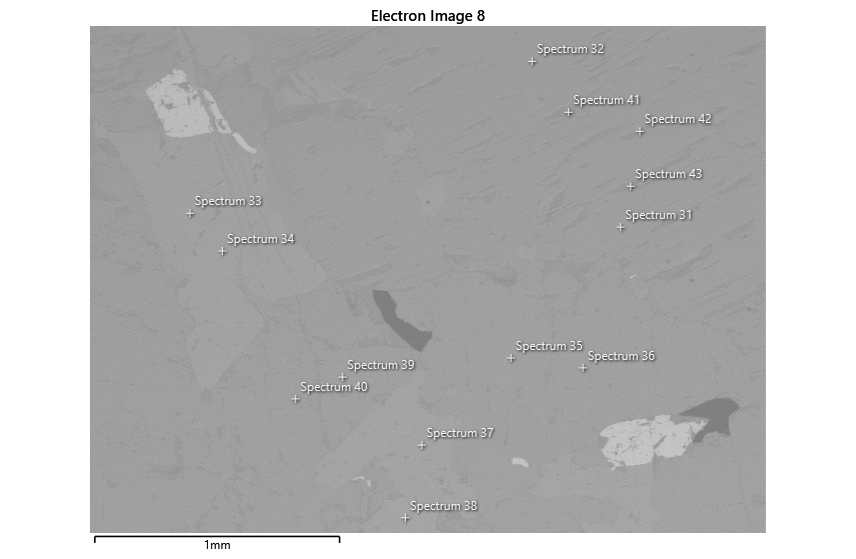 Electron Image 8
Spectrum 32
Spectrum 41
Spectrum 42
Spectrum 43
Spectrum 33
Spectrum 31
Spectrum 34
Spectrum 35
Spectrum 36
Spectrum 39
Spectrum 40
Spectrum 37
Spectrum 38
1mm